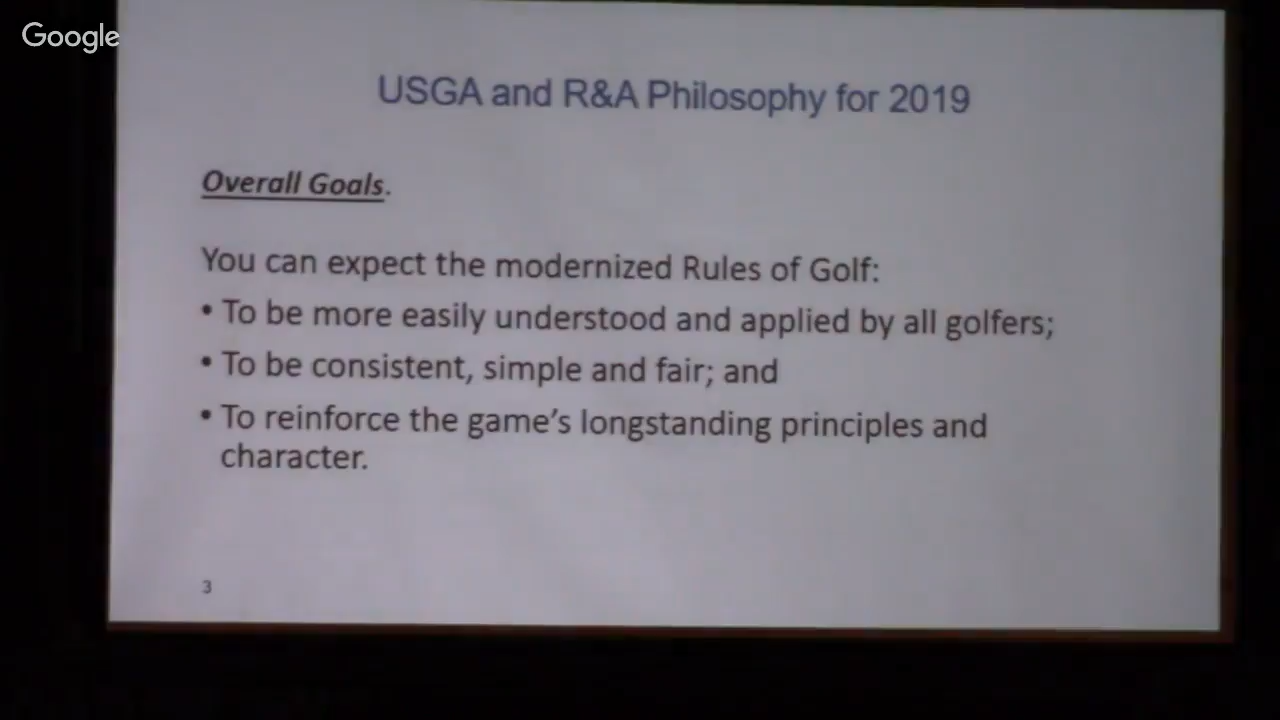 Google
USGA and R&A Philosophy for 2019
Overall Goals.
You can expect the modernized Rules of Golf:
• To be more easily understood and applied by all golfers;
• To be consistent, simple and fair; and
• To reinforce the game's longstanding principles and
character.
3